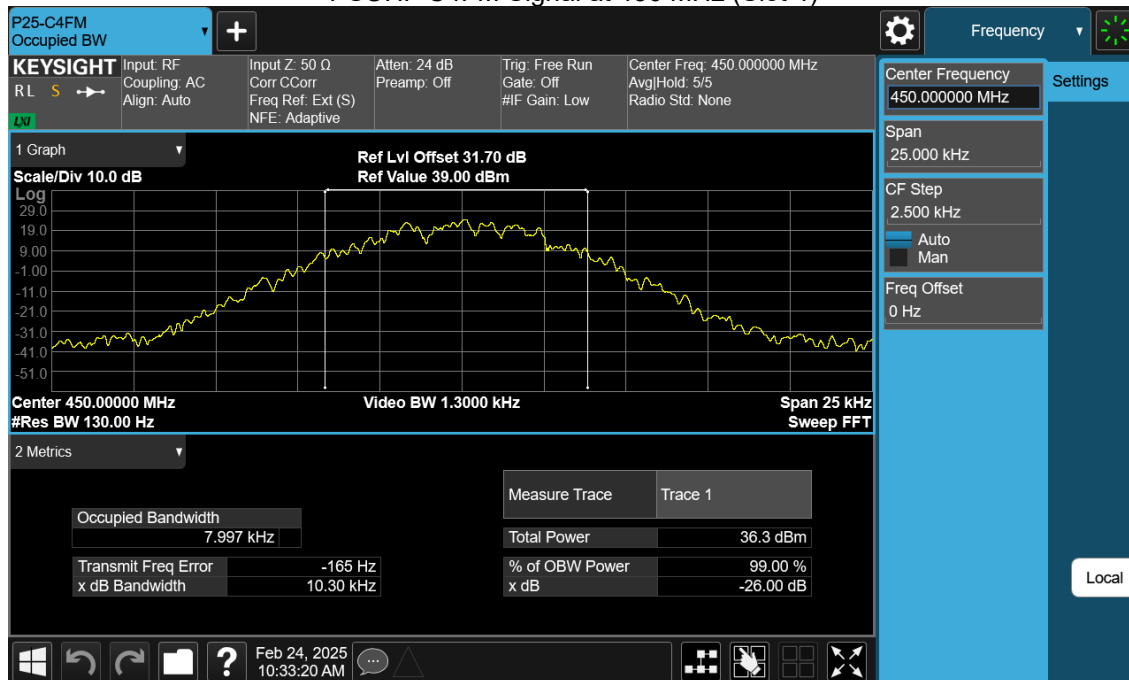 P25-C4FM
Occupied BW
+
Frequency
KEYSIGHT
R L S
LXI
Input: RF
Coupling: AC
Align: Auto
Input Z: 50 Ω
Corr CCorr
Freq Ref: Ext (S)
NFE: Adaptive
Atten: 24 dB
Preamp: Off
Trig: Free Run
Gate: Off
#IF Gain: Low
Center Freq: 450.000000 MHz
Avg|Hold: 5/5
Radio Std: None
Center Frequency
450.000000 MHz
Settings
Span
25.000 kHz
CF Step
2.500 kHz
Auto
Man
Freq Offset
0 Hz
Local
1 Graph
Scale/Div 10.0 dB
Ref Lvl Offset 31.70 dB
Ref Value 39.00 dBm
Log
29.0
19.0
9.00
-1.00
-11.0
-21.0
-31.0
-41.0
-51.0
Center 450.00000 MHz
#Res BW 130.00 Hz
Video BW 1.3000 kHz
Span 25 kHz
Sweep FFT
2 Metrics
Measure Trace Trace 1
Occupied Bandwidth
7.997 kHz
Total Power 36.3 dBm
Transmit Freq Error -165 Hz
% of OBW Power 99.00 %
x dB Bandwidth 10.30 kHz
x dB -26.00 dB
?
Feb 24, 2025
10:33:20 AM